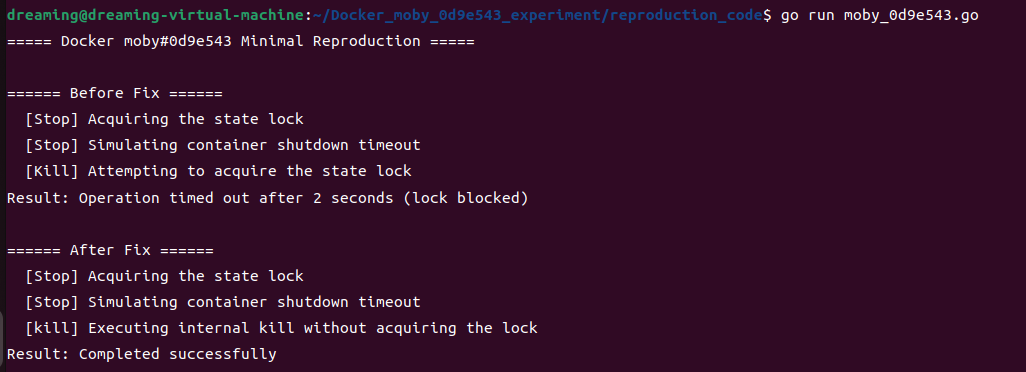 dreaming@dreaming-virtual-machine:~/Docker_moby_0d9e543_experiment/reproduction_code$ go run moby_0d9e543.go
===== Docker moby#0d9e543 Minimal Reproduction =====
====== Before Fix ======
[Stop] Acquiring the state lock
[Stop] Simulating container shutdown timeout
[Kill] Attempting to acquire the state lock
Result: Operation timed out after 2 seconds (lock blocked)
====== After Fix ======
[Stop] Acquiring the state lock
[Stop] Simulating container shutdown timeout
[kill] Executing internal kill without acquiring the lock
Result: Completed successfully